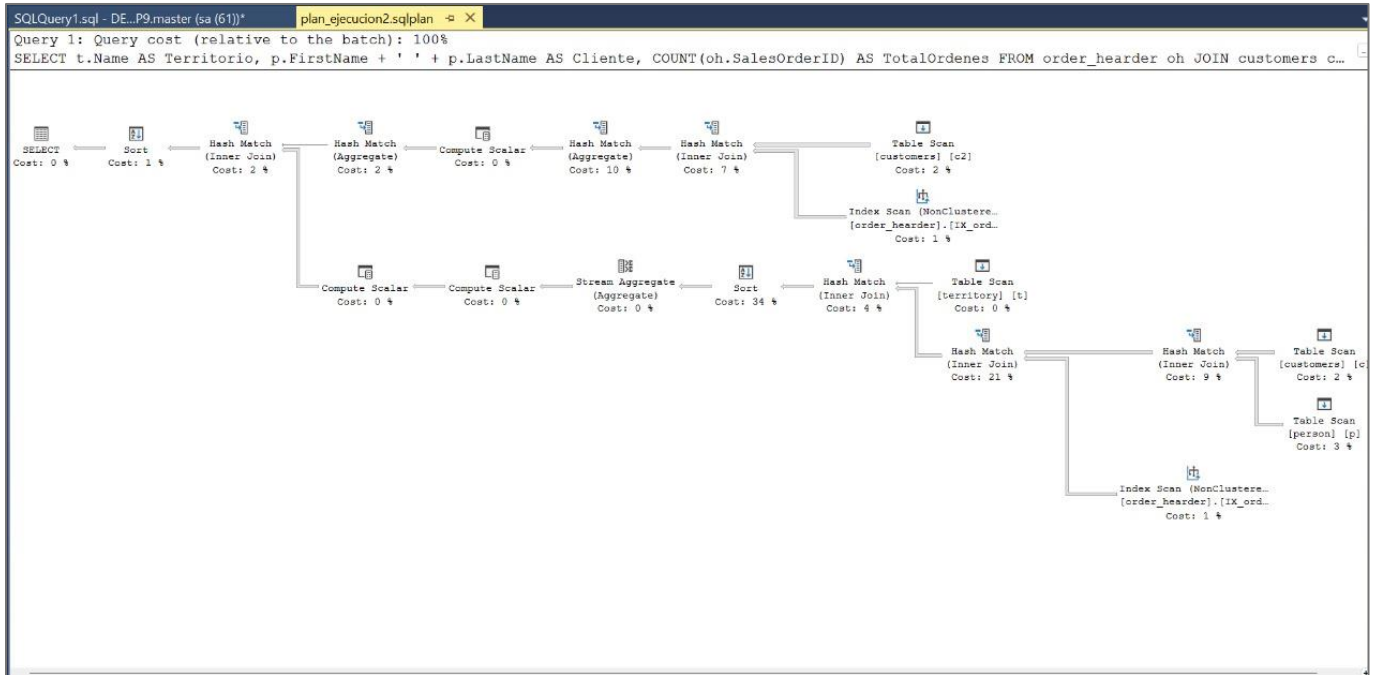 SQLQuery1.sql - DE...P9.master (sa (61))*
plan_ejecucion2.sqlplan
Query 1: Query cost (relative to the batch): 100%
SELECT t.Name AS Territorio, p.FirstName + ' ' + p.LastName AS Cliente, COUNT(oh.SalesOrderID) AS TotalOrdenes FROM order_hearder oh JOIN customers c…
SELECT
Cost: 0 %
Sort
Cost: 1 %
Hash Match
(Inner Join)
Cost: 2 %
Hash Match
(Aggregate)
Cost: 2 %
Compute Scalar
Cost: 0 %
Hash Match
(Aggregate)
Cost: 10 %
Hash Match
(Inner Join)
Cost: 7 %
Table Scan
[customers] [c2]
Cost: 2 %
Index Scan (NonClustere…
[order_hearder].[IX_ord…
Cost: 1 %
Compute Scalar
Cost: 0 %
Compute Scalar
Cost: 0 %
Stream Aggregate
(Aggregate)
Cost: 0 %
Sort
Cost: 34 %
Hash Match
(Inner Join)
Cost: 4 %
Table Scan
[territory] [t]
Cost: 0 %
Hash Match
(Inner Join)
Cost: 21 %
Hash Match
(Inner Join)
Cost: 9 %
Table Scan
[customers] [c
Cost: 2 %
Table Scan
[person] [p]
Cost: 3 %
Index Scan (NonClustere…
[order_hearder].[IX_ord…
Cost: 1 %